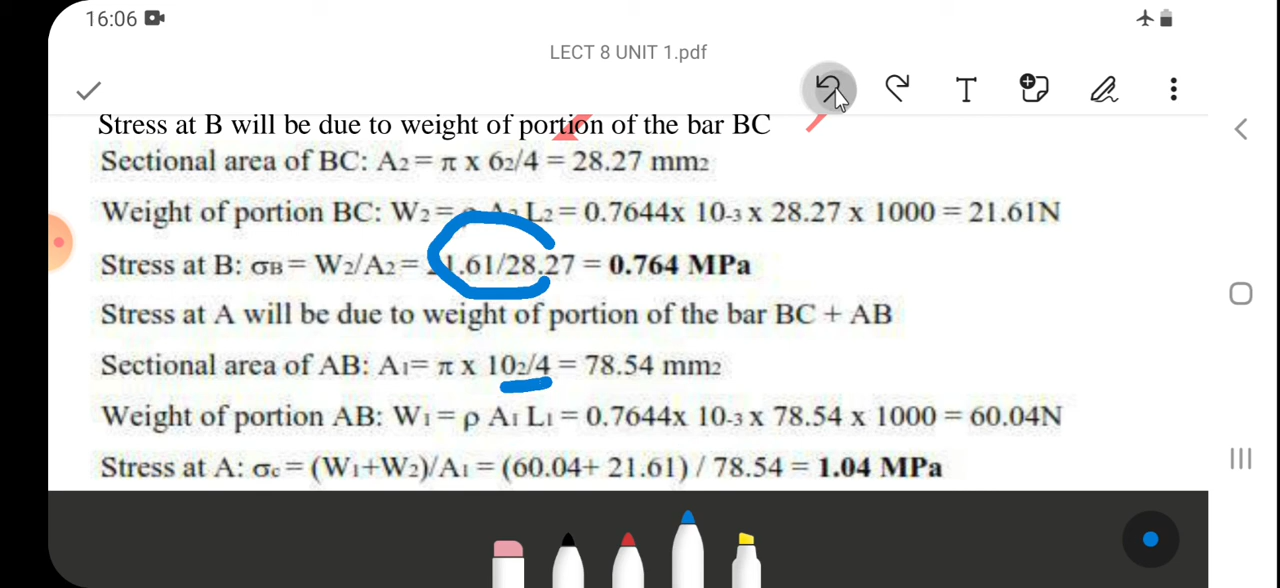 16:06
LECT 8 UNIT 1.pdf
T
Stress at B will be due to weight of portion of the bar BC
Sectional area of BC: A2 = π x 62/4 = 28.27 mm2
Weight of portion BC: W2 = A2 L2 = 0.7644x 10-3 x 28.27 x 1000 = 21.61N
Stress at B: σB = W2/A2 = 21.61/28.27 = 0.764 MPa
Stress at A will be due to weight of portion of the bar BC + AB
Sectional area of AB: A1= π x 102/4 = 78.54 mm2
Weight of portion AB: W1 = ρ A1 L1 = 0.7644x 10-3 x 78.54 x 1000 = 60.04N
Stress at A: σc = (W1+W2)/A1 = (60.04+ 21.61) / 78.54 = 1.04 MPa